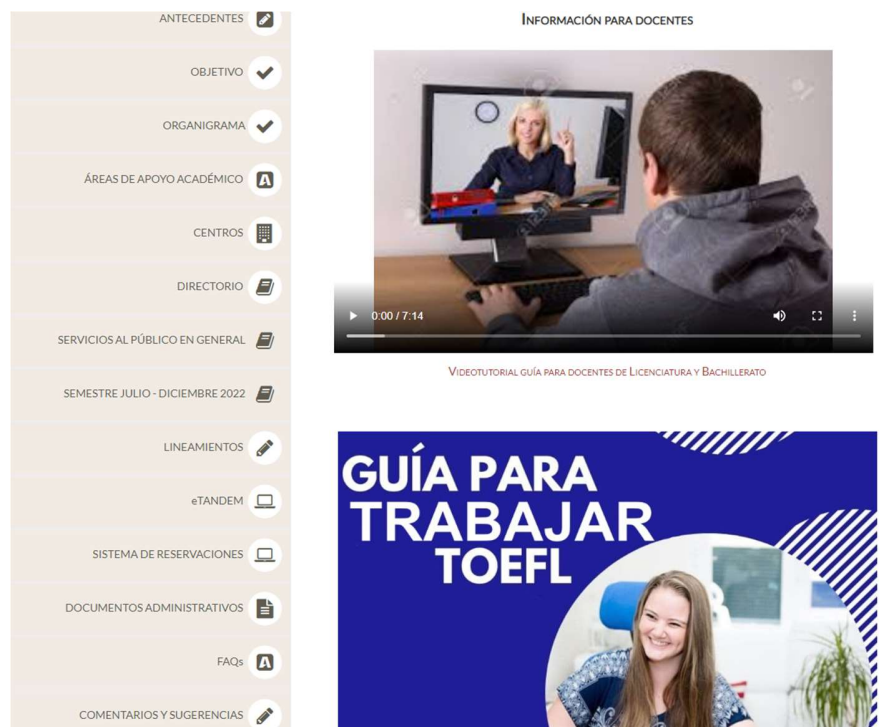 ANTECEDENTES
OBJETIVO
ORGANIGRAMA
ÁREAS DE APOYO ACADÉMICO
CENTROS
DIRECTORIO
SERVICIOS AL PÚBLICO EN GENERAL
SEMESTRE JULIO - DICIEMBRE 2022
LINEAMIENTOS
eTANDEM
SISTEMA DE RESERVACIONES
DOCUMENTOS ADMINISTRATIVOS
FAQs
COMENTARIOS Y SUGERENCIAS
INFORMACIÓN PARA DOCENTES
0:00 / 7:14
VIDEOTUTORIAL GUÍA PARA DOCENTES DE LICENCIATURA Y BACHILLERATO
GUÍA PARA
TRABAJAR
TOEFL